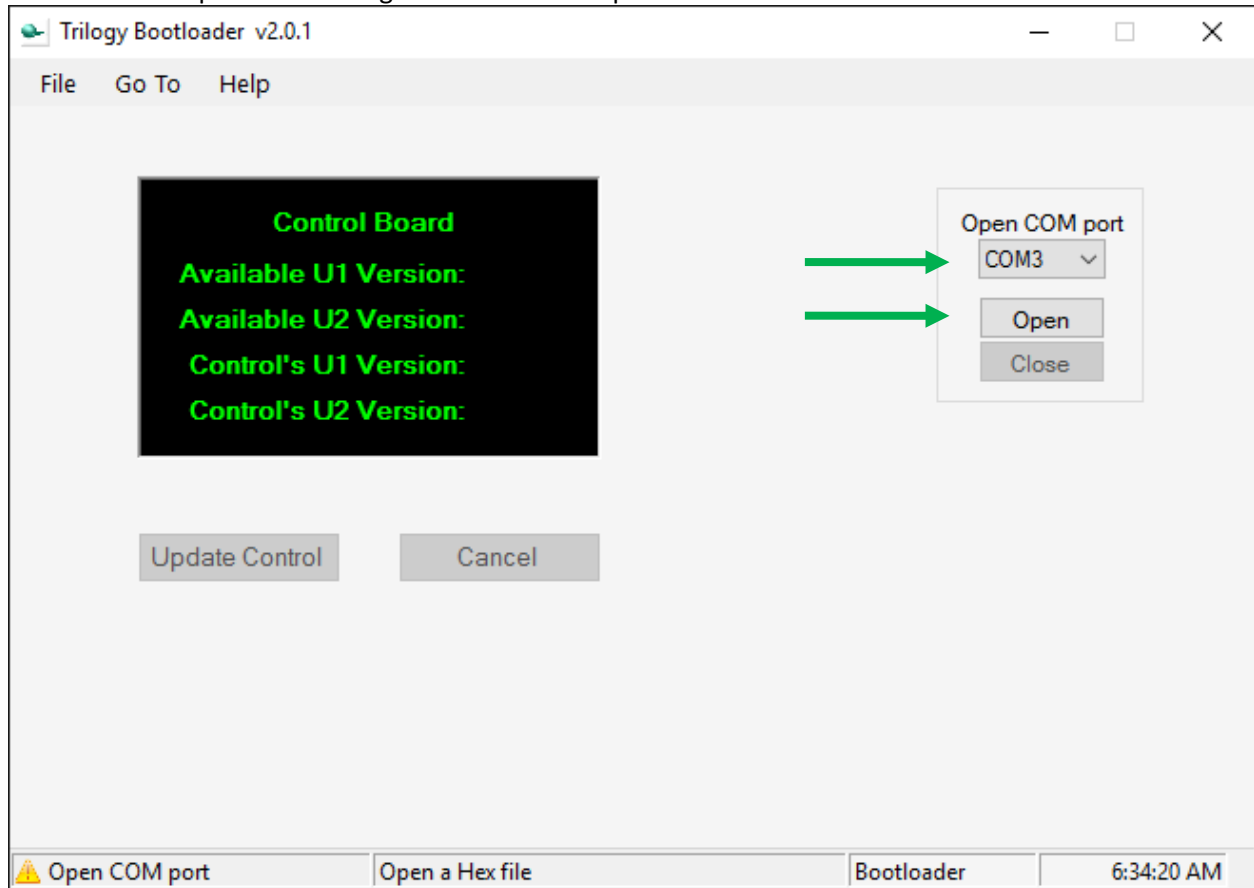 Trilogy Bootloader v2.0.1
File Go To Help
Control Board
Available U1 Version:
Available U2 Version:
Control's U1 Version:
Control's U2 Version:
Open COM port
COM3
Open
Close
Update Control Cancel
Open COM port Open a Hex file Bootloader 6:34:20 AM